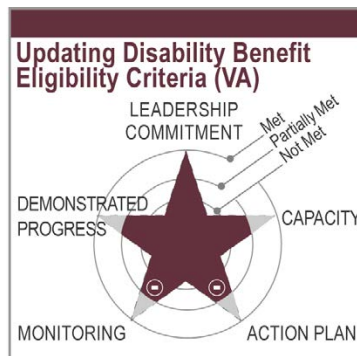 Updating Disability Benefit
Eligibility Criteria (VA)
LEADERSHIP
COMMITMENT
Met
Partially Met
Not Met
DEMONSTRATED
PROGRESS
CAPACITY
MONITORING
ACTION PLAN